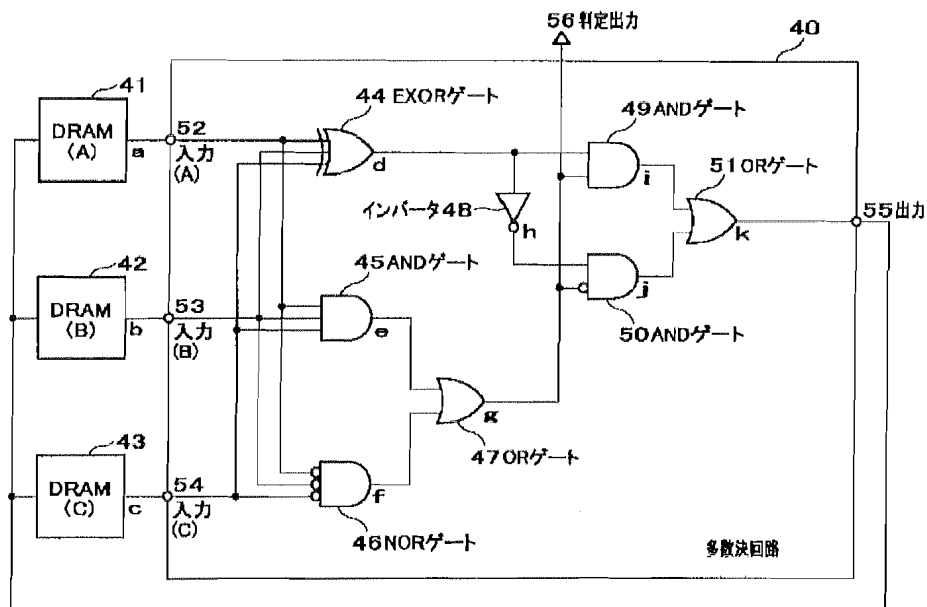 56 判定出力
40
41
DRAM
(A)
a
52
入力
(A)
44 EXORゲート
d
49 ANDゲート
i
51 ORゲート
インバータ48
h
k
55 出力
42
DRAM
(B)
b
53
入力
(B)
45 ANDゲート
e
j
50 ANDゲート
g
47 ORゲート
43
DRAM
(C)
c
54
入力
(C)
f
46 NORゲート
多数決回路